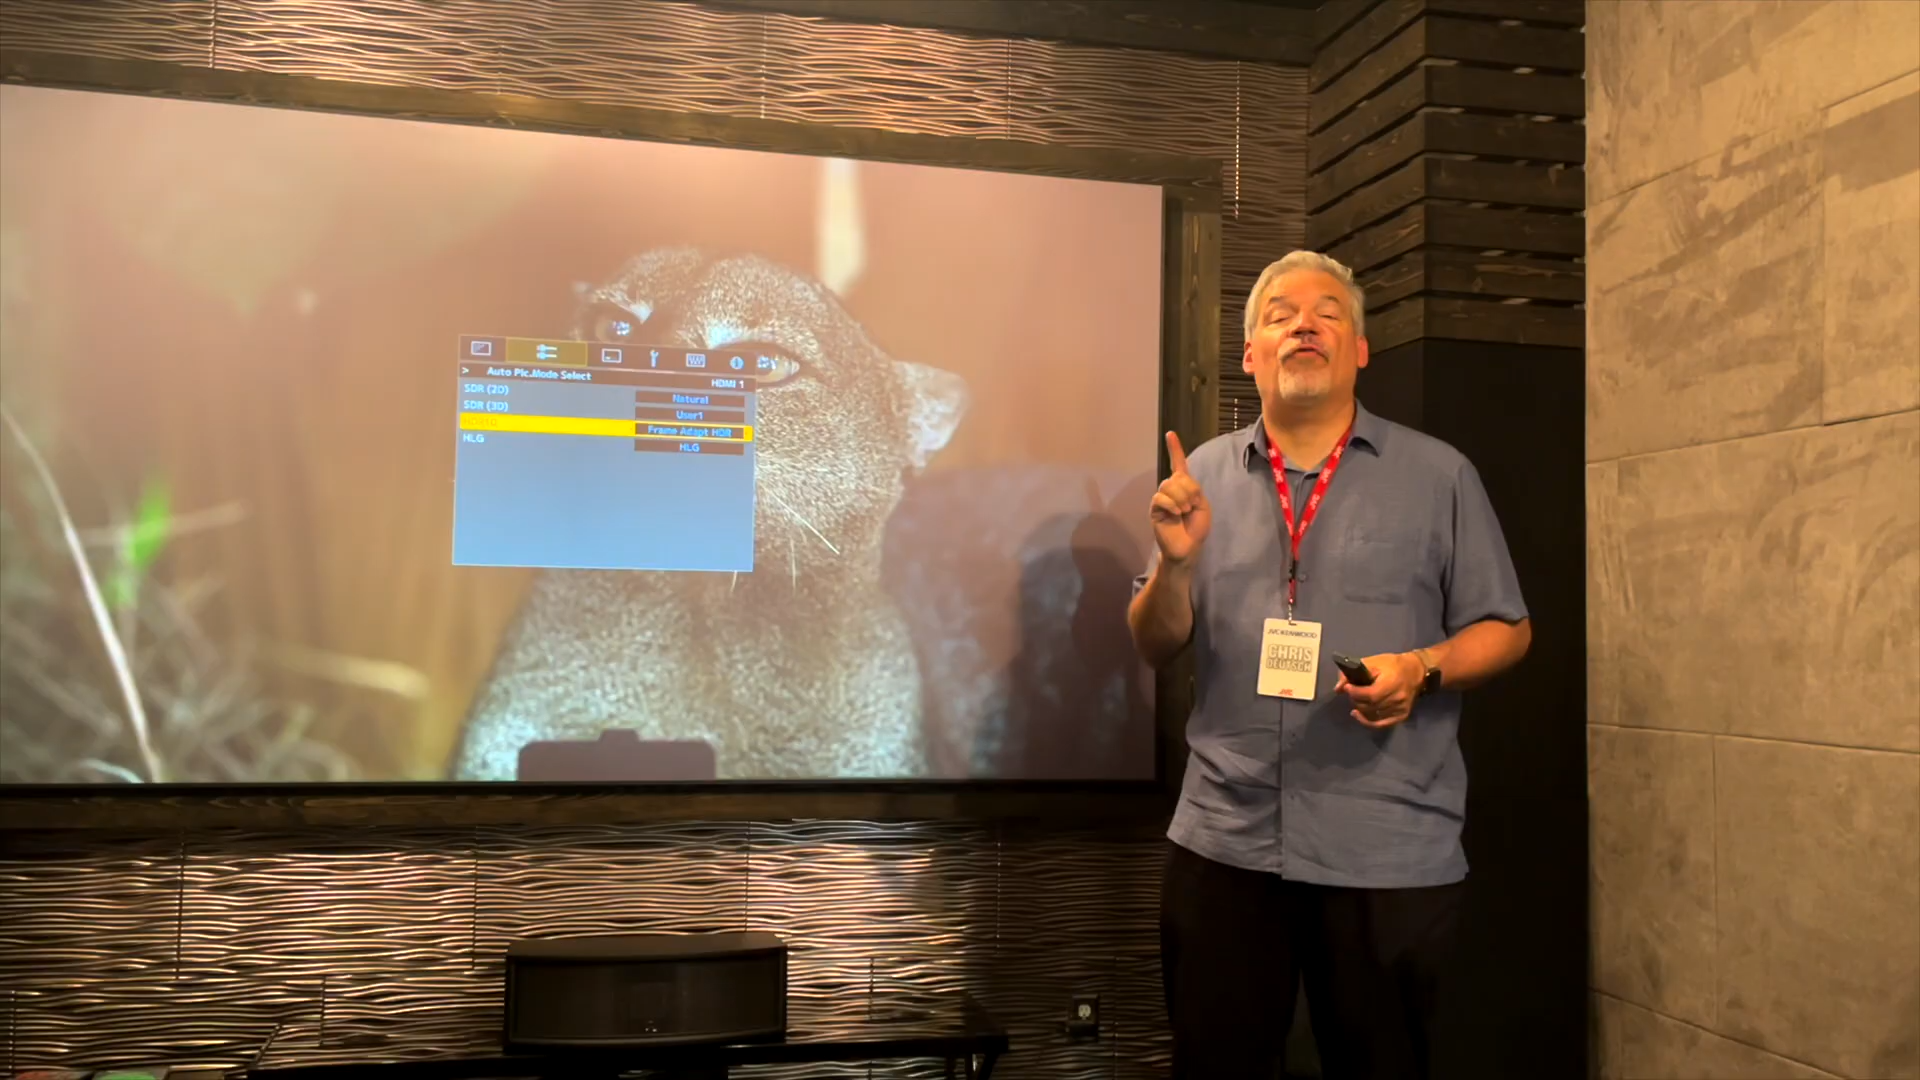 > Auto Pic.Mode Select
HDMI 1
SDR (2D) Natural
SDR (3D) User1
Frame Adapt HDR
HLG HLG
JVCKENWOOD
CHRIS
DEUTSCH
JVC